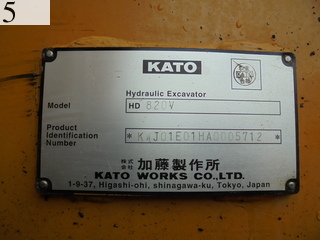 5
KATO
Hydraulic Excavator
Model HD 820V
Product
Identification
Number
*K4J01E01HA0005712*
株式会社 加藤製作所
KATO WORKS CO.,LTD.
1-9-37, Higashi-ohi, shinagawa-ku, Tokyo, Japan